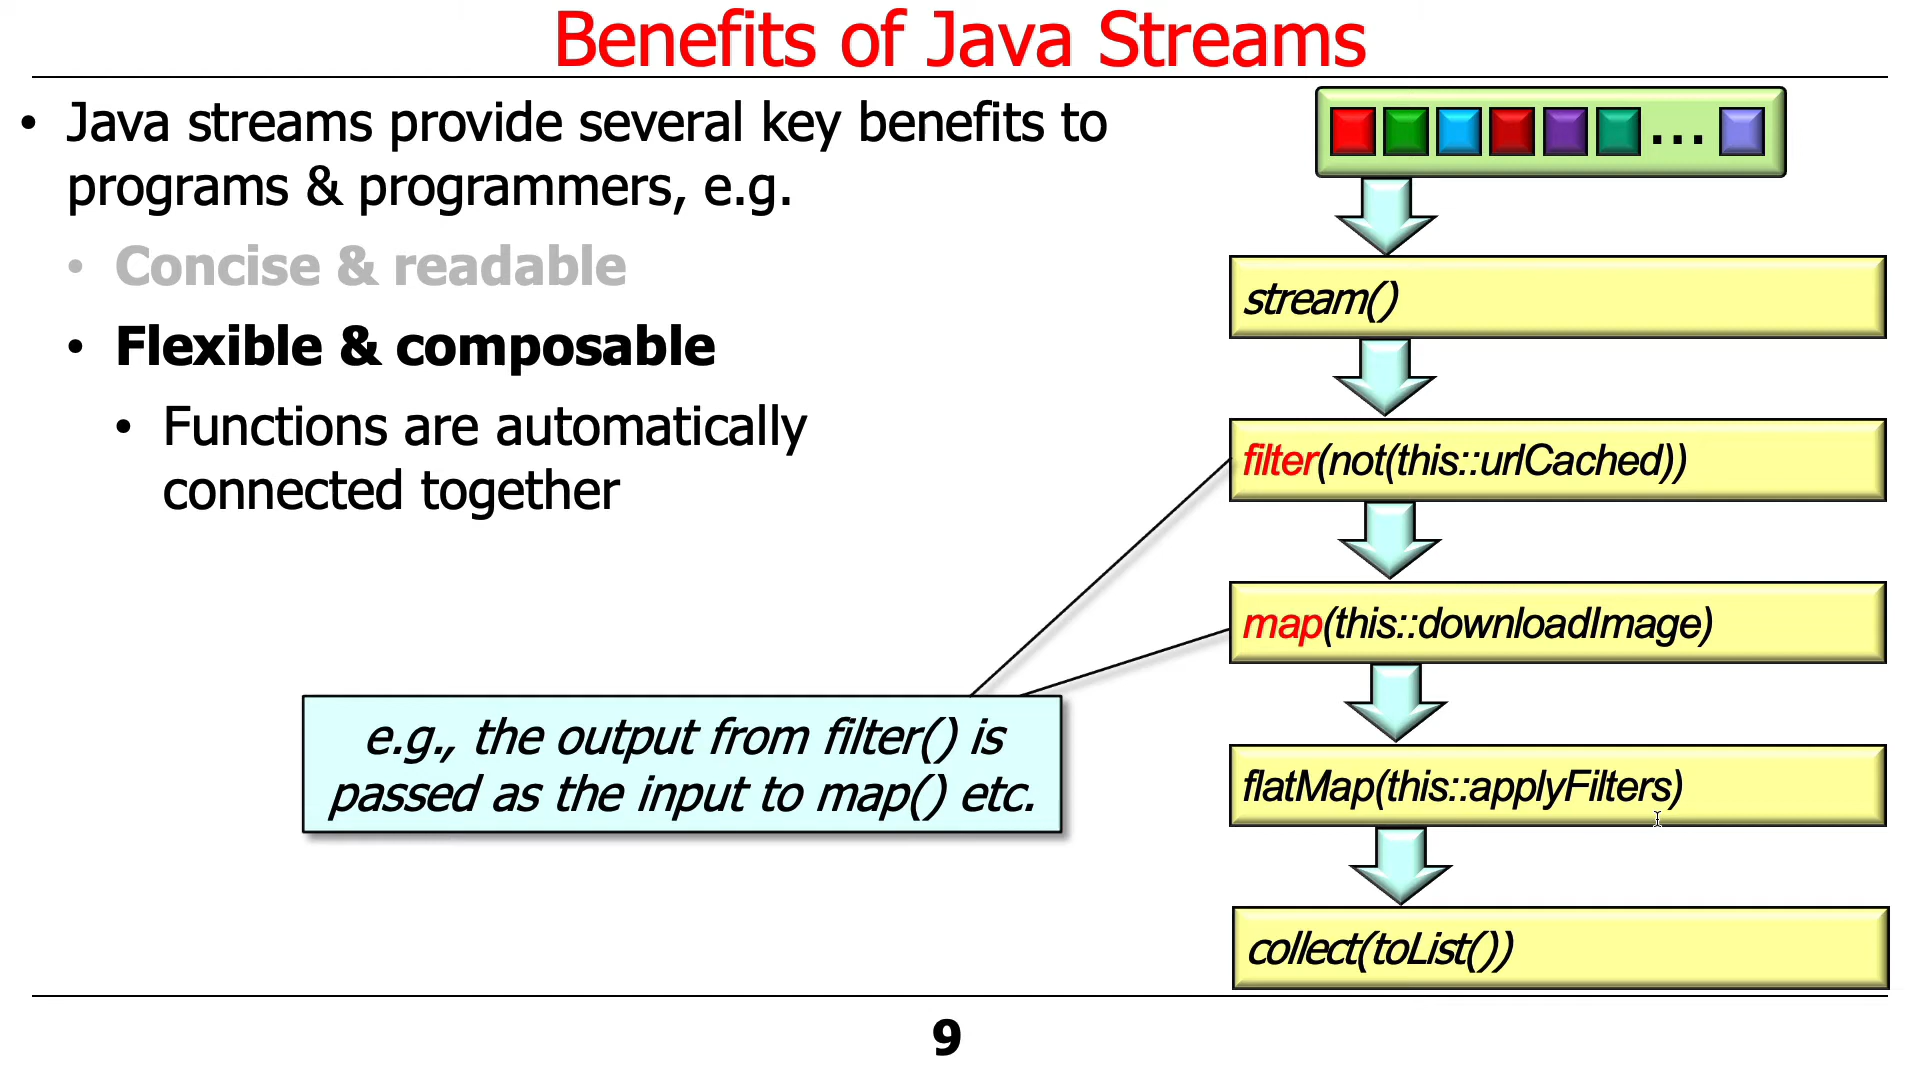 Benefits of Java Streams
• Java streams provide several key benefits to
programs & programmers, e.g.
• Concise & readable
• Flexible & composable
• Functions are automatically
connected together
e.g., the output from filter() is
passed as the input to map() etc.
...
stream()
filter(not(this::urlCached))
map(this::downloadImage)
flatMap(this::applyFilters)
collect(toList())
9